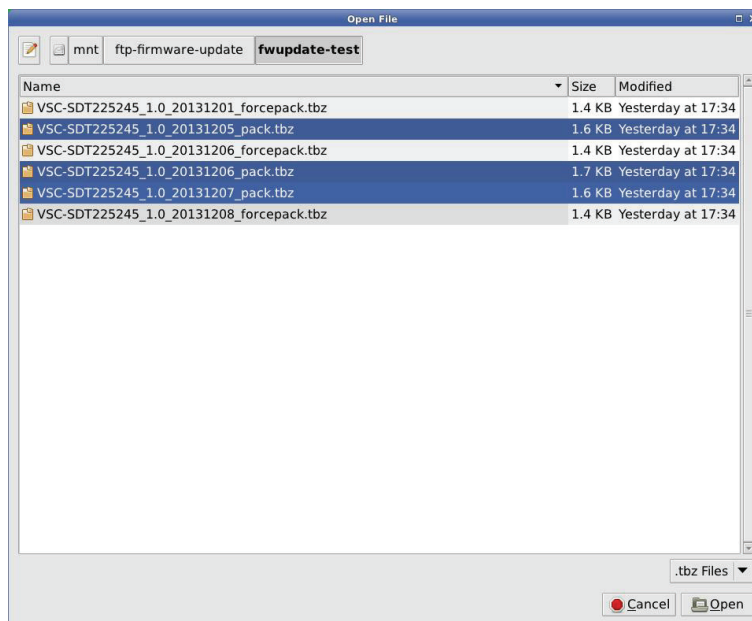 Open File
mnt ftp-firmware-update fwupdate-test
Name Size Modified
VSC-SDT225245_1.0_20131201_forcepack.tbz 1.4 KB Yesterday at 17:34
VSC-SDT225245_1.0_20131205_pack.tbz 1.6 KB Yesterday at 17:34
VSC-SDT225245_1.0_20131206_forcepack.tbz 1.4 KB Yesterday at 17:34
VSC-SDT225245_1.0_20131206_pack.tbz 1.7 KB Yesterday at 17:34
VSC-SDT225245_1.0_20131207_pack.tbz 1.6 KB Yesterday at 17:34
VSC-SDT225245_1.0_20131208_forcepack.tbz 1.4 KB Yesterday at 17:34
.tbz Files
Cancel Open